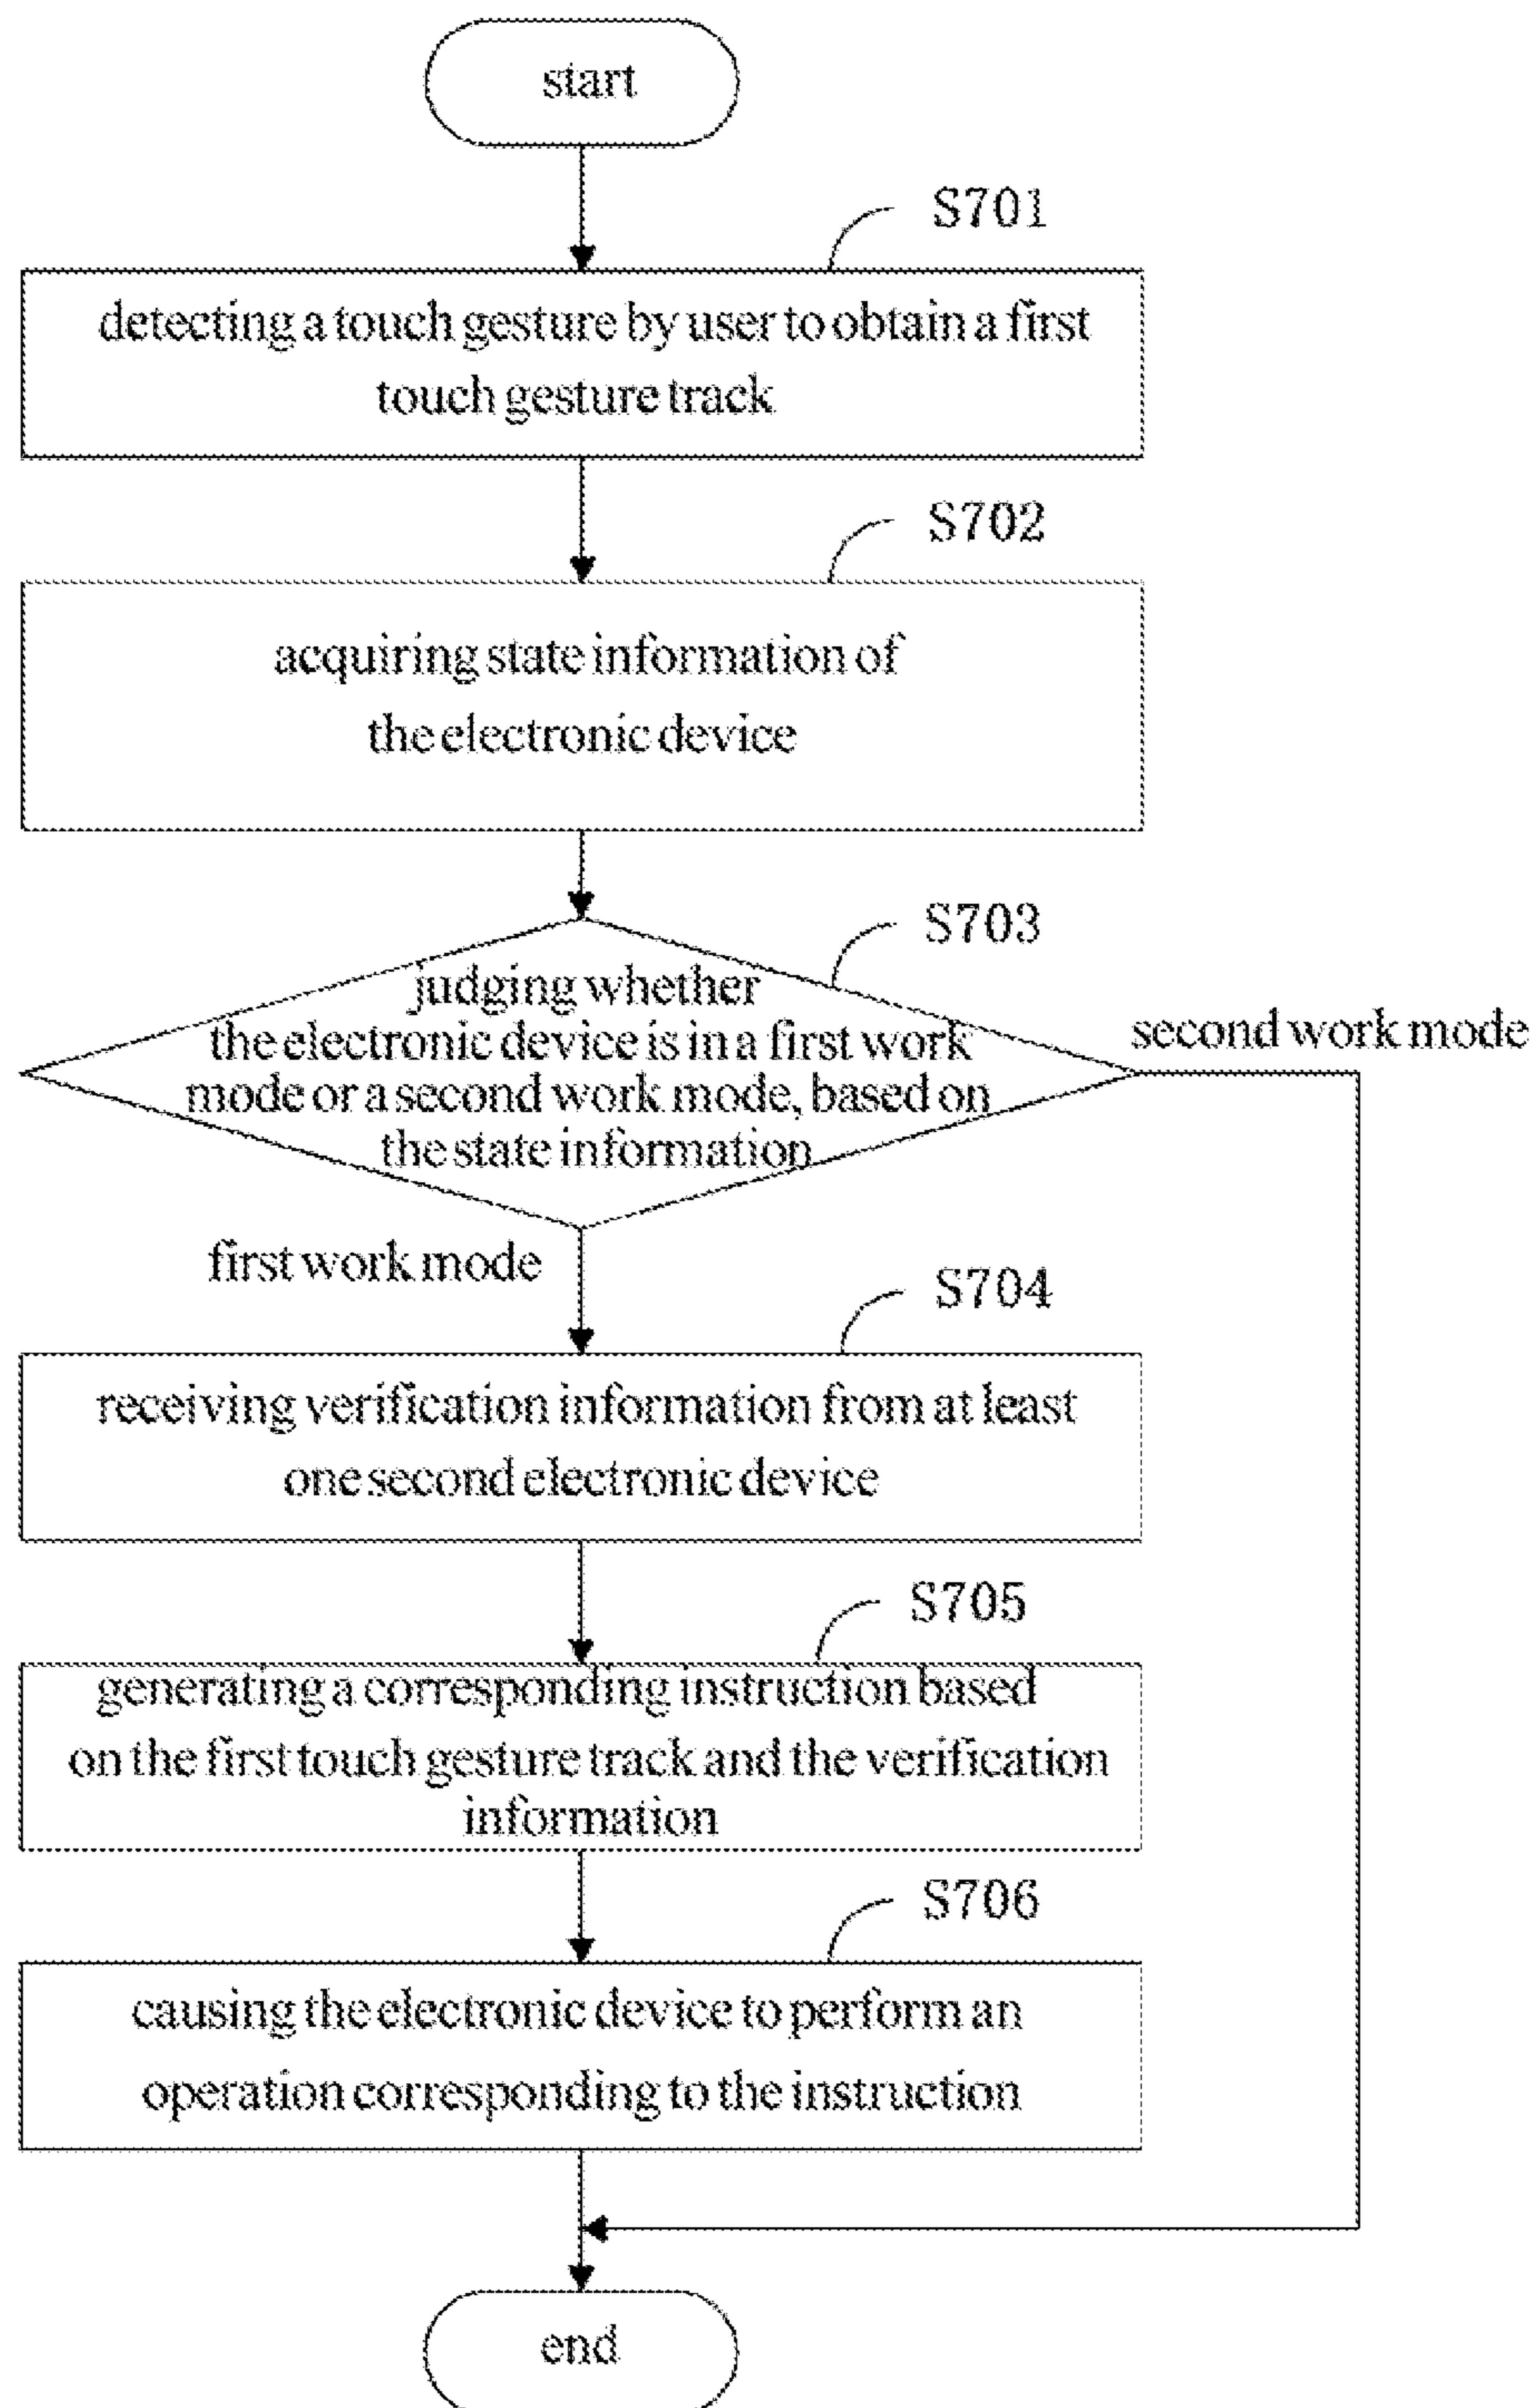 start
S701
detecting a touch gesture by user to obtain a first
touch gesture track
S702
acquiring state information of
the electronic device
S703
judging whether
the electronic device is in a first work
mode or a second work mode, based on
the state information
second work mode
first work mode
S704
receiving verification information from at least
one second electronic device
S705
generating a corresponding instruction based
on the first touch gesture track and the verification
information
S706
causing the electronic device to perform an
operation corresponding to the instruction
end